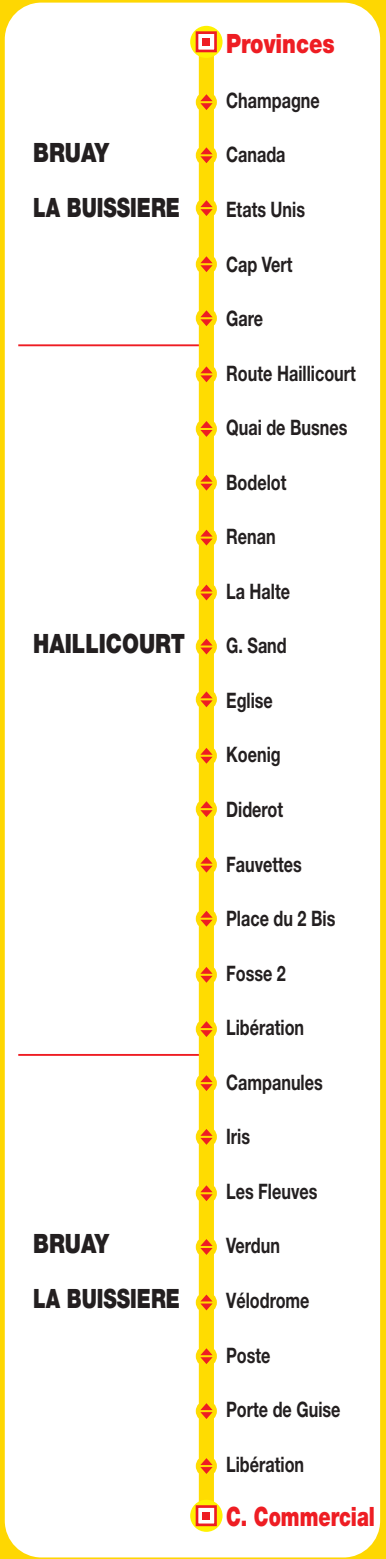 Provinces
Champagne
BRUAY
Canada
LA BUISSIERE
Etats Unis
Cap Vert
Gare
Route Haillicourt
Quai de Busnes
Bodelot
Renan
La Halte
HAILLICOURT
G. Sand
Eglise
Koenig
Diderot
Fauvettes
Place du 2 Bis
Fosse 2
Libération
Campanules
Iris
Les Fleuves
BRUAY
Verdun
LA BUISSIERE
Vélodrome
Poste
Porte de Guise
Libération
C. Commercial